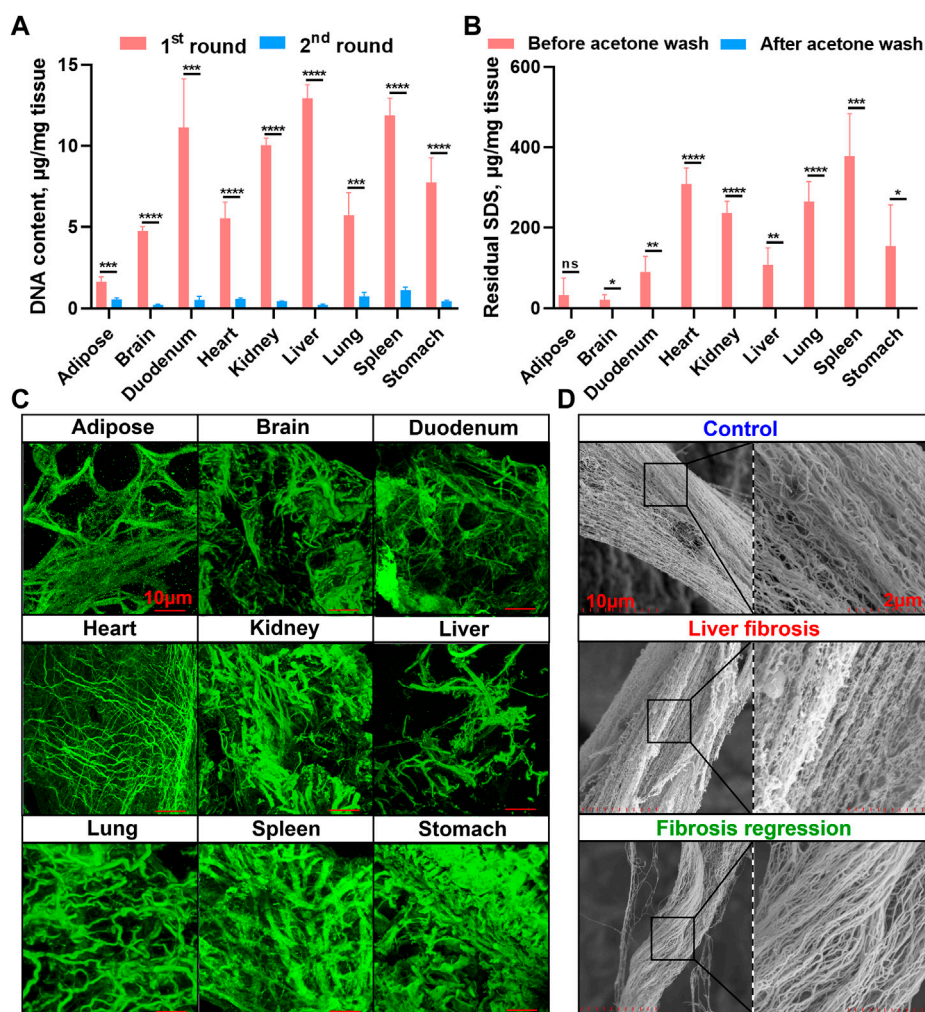 A
1st round
2nd round
DNA content, µg/mg tissue
15
10
5
0
***
****
***
****
****
****
***
****
****
Adipose
Brain
Duodenum
Heart
Kidney
Liver
Lung
Spleen
Stomach
B
Before acetone wash
After acetone wash
Residual SDS, µg/mg tissue
600
400
200
0
ns
*
**
****
****
**
****
***
*
Adipose
Brain
Duodenum
Heart
Kidney
Liver
Lung
Spleen
Stomach
C
Adipose
Brain
Duodenum
10µm
Heart
Kidney
Liver
Lung
Spleen
Stomach
D
Control
10µm
2µm
Liver fibrosis
Fibrosis regression